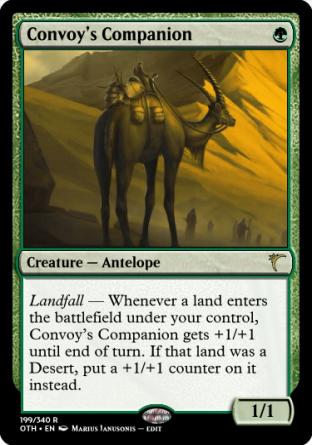 Convoy's Companion
Creature — Antelope
Landfall — Whenever a land enters
the battlefield under your control,
Convoy's Companion gets +1/+1
until end of turn. If that land was a
Desert, put a +1/+1 counter on it
instead.
1/1
199/340 R
OTH • EN Marius Janusonis — edit